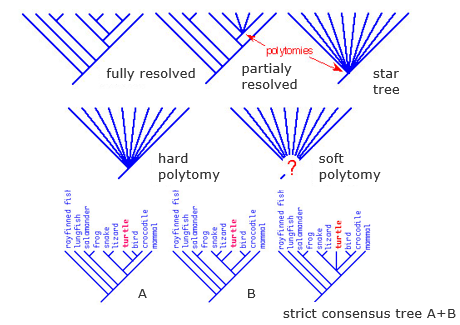 polytomies
fully resolved
partialy
resolved
star
tree
hard
polytomy
?
soft
polytomy
rayfinned fish
lungfish
salamander
frog
snake
lizard
turtle
bird
crocodile
mammal
A
rayfinned fish
lungfish
salamander
frog
snake
lizard
turtle
bird
crocodile
mammal
B
rayfinned fish
lungfish
salamander
frog
snake
lizard
turtle
bird
crocodile
mammal
strict consensus tree A+B